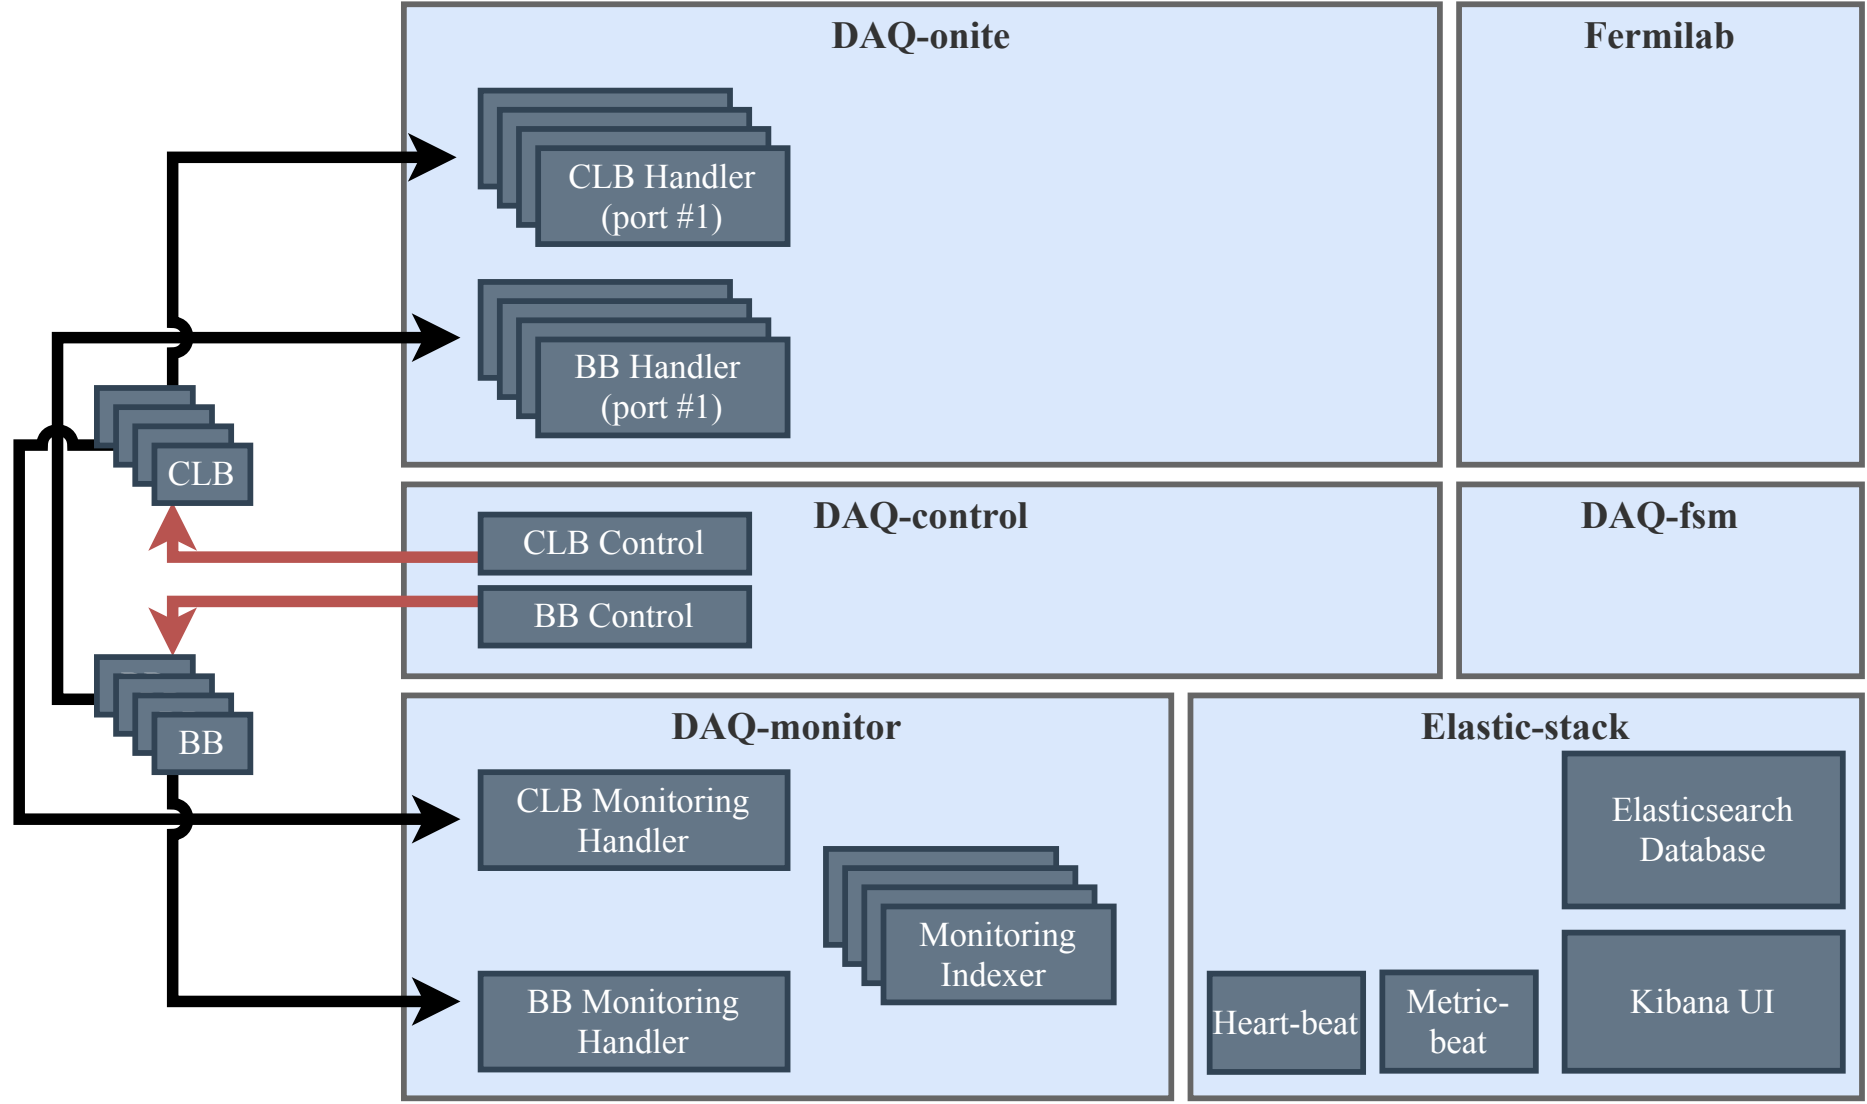 DAQ-onite
Fermilab
CLB Handler
(port #1)
BB Handler
(port #1)
CLB
DAQ-control
DAQ-fsm
CLB Control
BB Control
BB
DAQ-monitor
Elastic-stack
CLB Monitoring
Handler
Elasticsearch
Database
Monitoring
Indexer
BB Monitoring
Handler
Heart-beat
Metric-
beat
Kibana UI